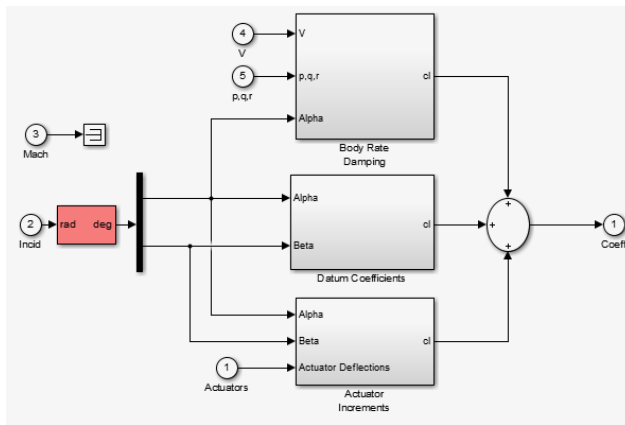 4
V
5
p,q,r
V
p,q,r
Alpha
cl
Body Rate
Damping
3
Mach
2
Incid
rad deg
Alpha
Beta
cl
Datum Coefficients
+
+
+
1
Coeff
Alpha
Beta
Actuator Deflections
cl
Actuator
Increments
1
Actuators